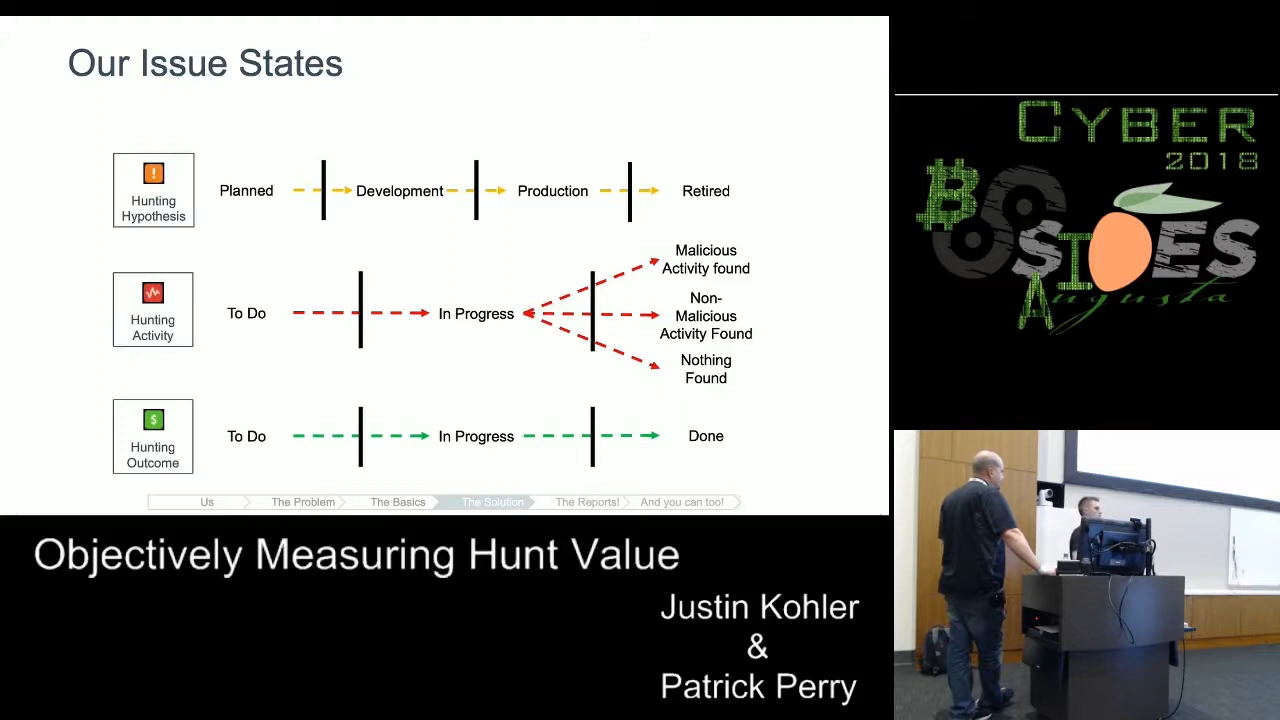 Our Issue States
Hunting
Hypothesis
Planned
Development
Production
Retired
Hunting
Activity
To Do
In Progress
Malicious
Activity found
Non-
Malicious
Activity Found
Nothing
Found
Hunting
Outcome
To Do
In Progress
Done
Us
The Problem
The Basics
The Solution
The Reports!
And you can too!
Objectively Measuring Hunt Value
Justin Kohler
&
Patrick Perry
CYBER
2018
BSIDES
Augusta